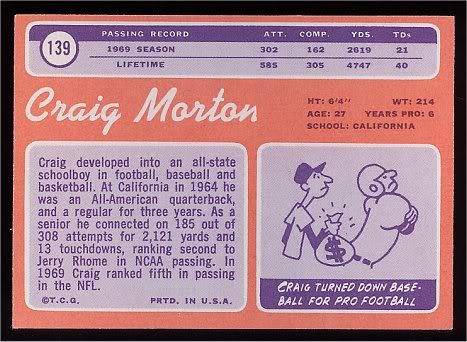 139
PASSING RECORD ATT. COMP. YDS. TDs
1969 SEASON 302 162 2619 21
LIFETIME 585 305 4747 40
Craig Morton
HT: 6'4" WT: 214
AGE: 27 YEARS PRO: 6
SCHOOL: CALIFORNIA
Craig developed into an all-state
schoolboy in football, baseball and
basketball. At California in 1964 he
was an All-American quarterback,
and a regular for three years. As a
senior he connected on 185 out of
308 attempts for 2,121 yards and
13 touchdowns, ranking second to
Jerry Rhome in NCAA passing. In
1969 Craig ranked fifth in passing
in the NFL.
©T.C.G. PRTD. IN U.S.A.
$
CRAIG TURNED DOWN BASE-
BALL FOR PRO FOOTBALL